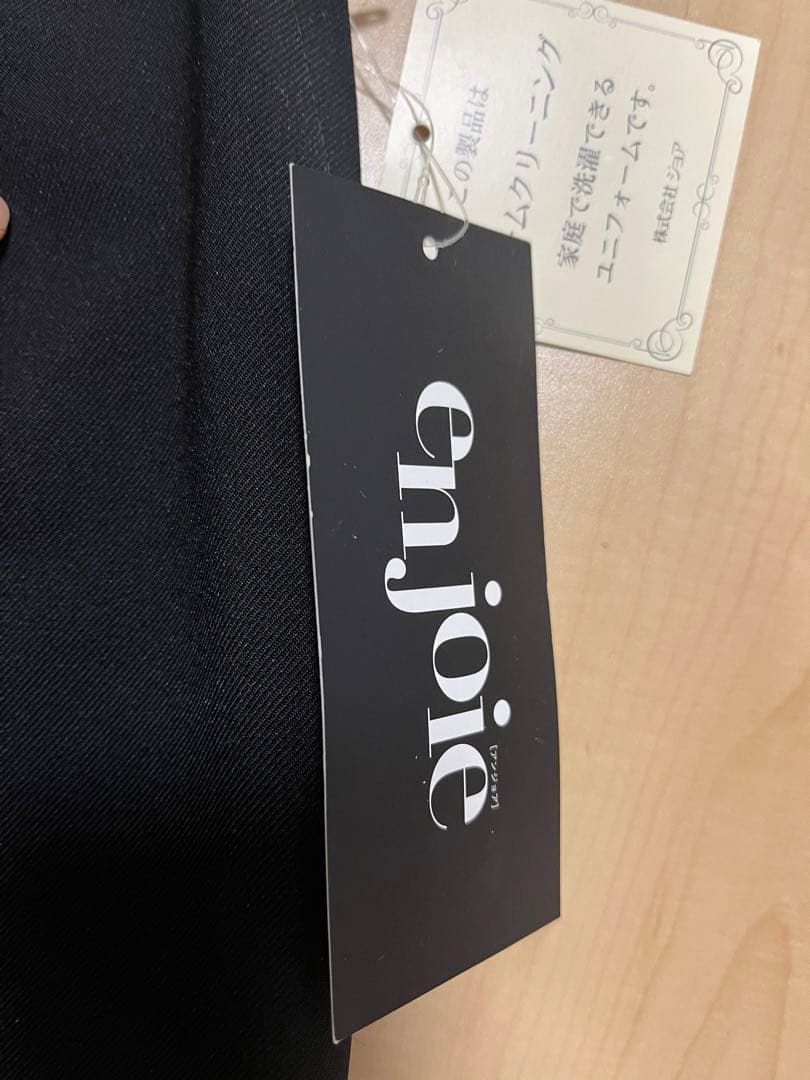 enjoie
[アンジョア]
この製品は
ームクリーニング
家庭で洗濯できる
ユニフォームです。
株式会社 ジョア